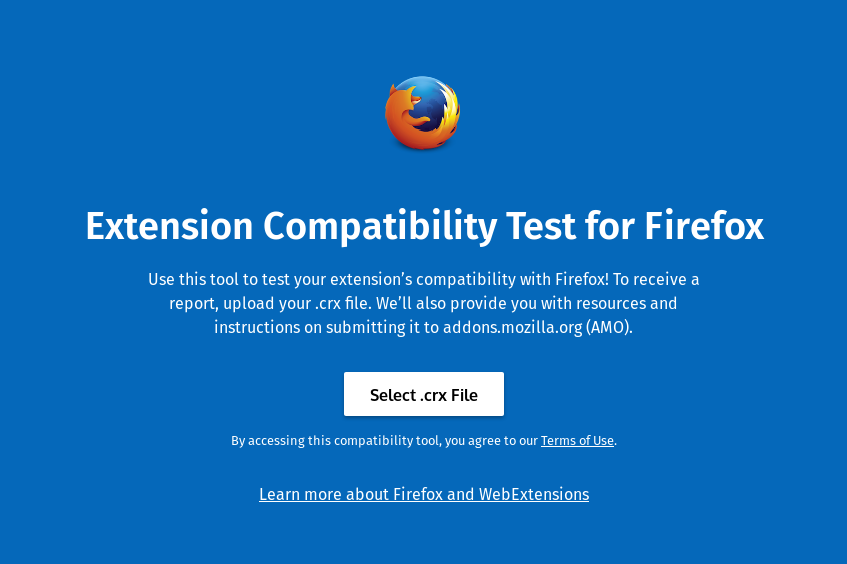 Extension Compatibility Test for Firefox
Use this tool to test your extension’s compatibility with Firefox! To receive a
report, upload your .crx file. We’ll also provide you with resources and
instructions on submitting it to addons.mozilla.org (AMO).
Select .crx File
By accessing this compatibility tool, you agree to our Terms of Use.
Learn more about Firefox and WebExtensions